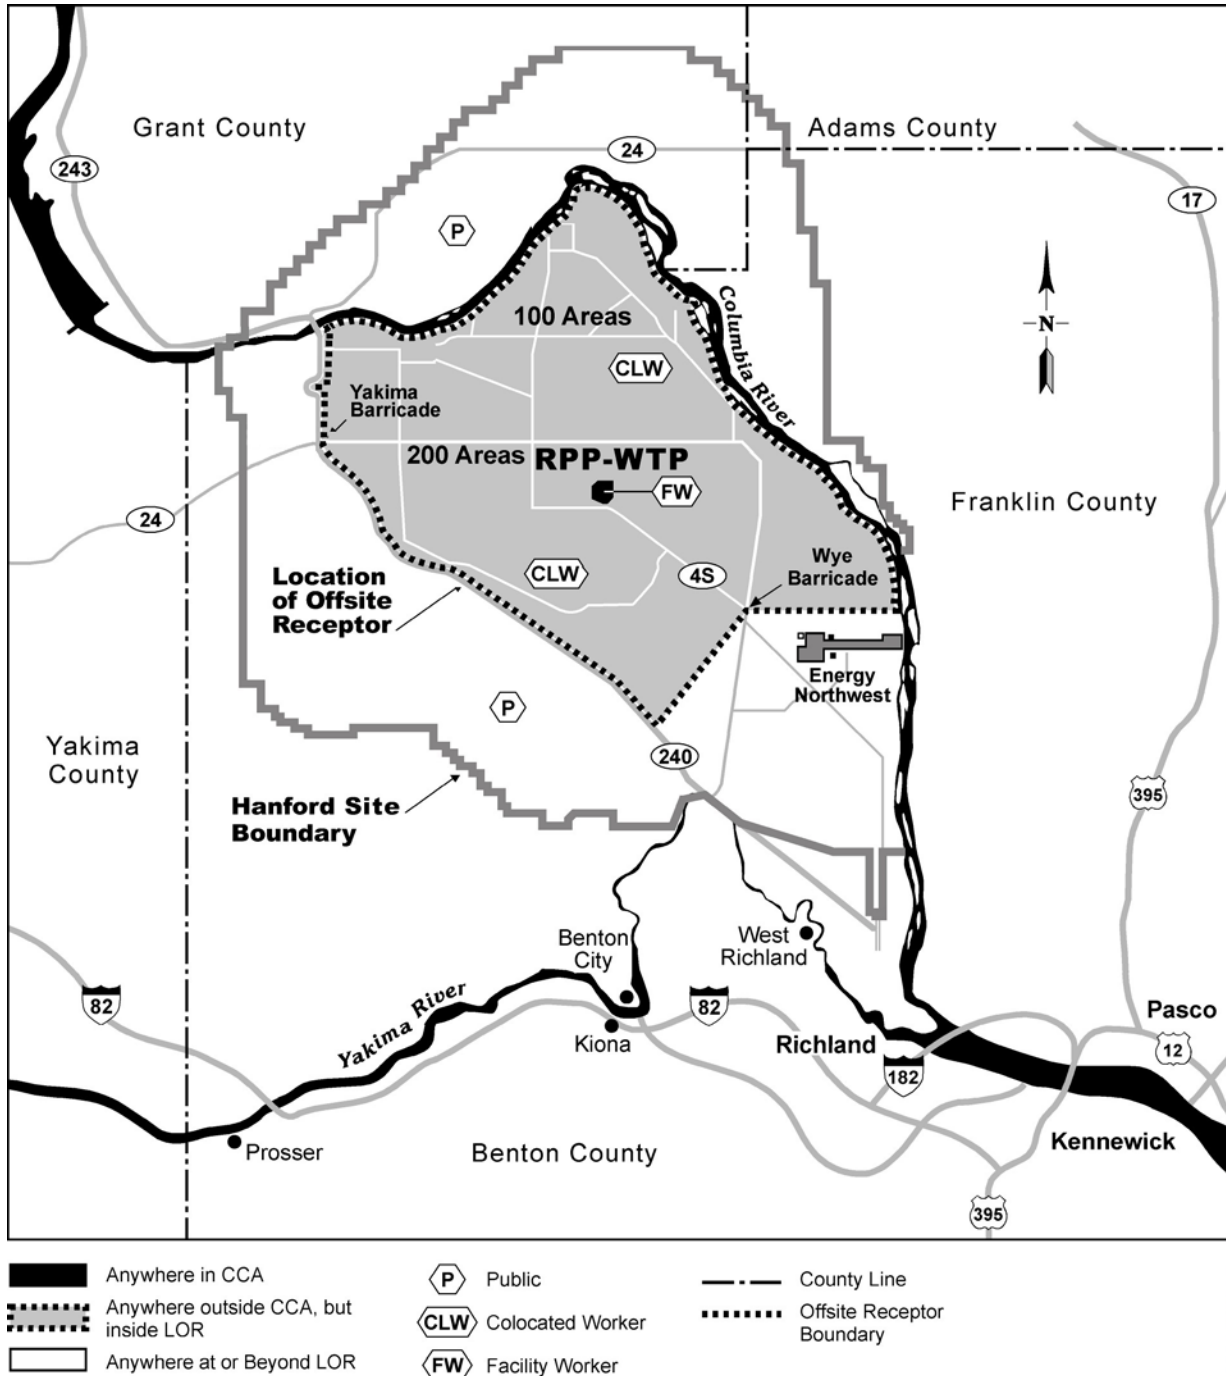 Grant County
Adams County
24
243
17
P
Columbia River
N
100 Areas
CLW
Yakima
Barricade
200 Areas RPP-WTP
FW
Franklin County
24
Wye
Barricade
CLW
4S
Location
of Offsite
Receptor
Energy
Northwest
P
Yakima
County
240
395
Hanford Site
Boundary
Benton
City
West
Richland
82
Yakima River
82
Pasco
Kiona
Richland
12
182
Prosser
Benton County
Kennewick
395
Anywhere in CCA
Anywhere outside CCA, but
inside LOR
Anywhere at or Beyond LOR
P Public
CLW Colocated Worker
FW Facility Worker
County Line
Offsite Receptor
Boundary